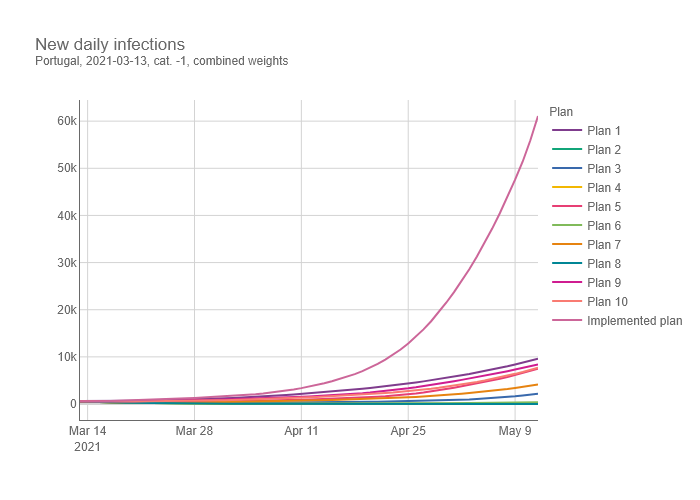 New daily infections
Portugal, 2021-03-13, cat. -1, combined weights
Plan
60k
50k
40k
30k
20k
10k
0
Plan 1
Plan 2
Plan 3
Plan 4
Plan 5
Plan 6
Plan 7
Plan 8
Plan 9
Plan 10
Implemented plan
Mar 14
2021
Mar 28
Apr 11
Apr 25
May 9